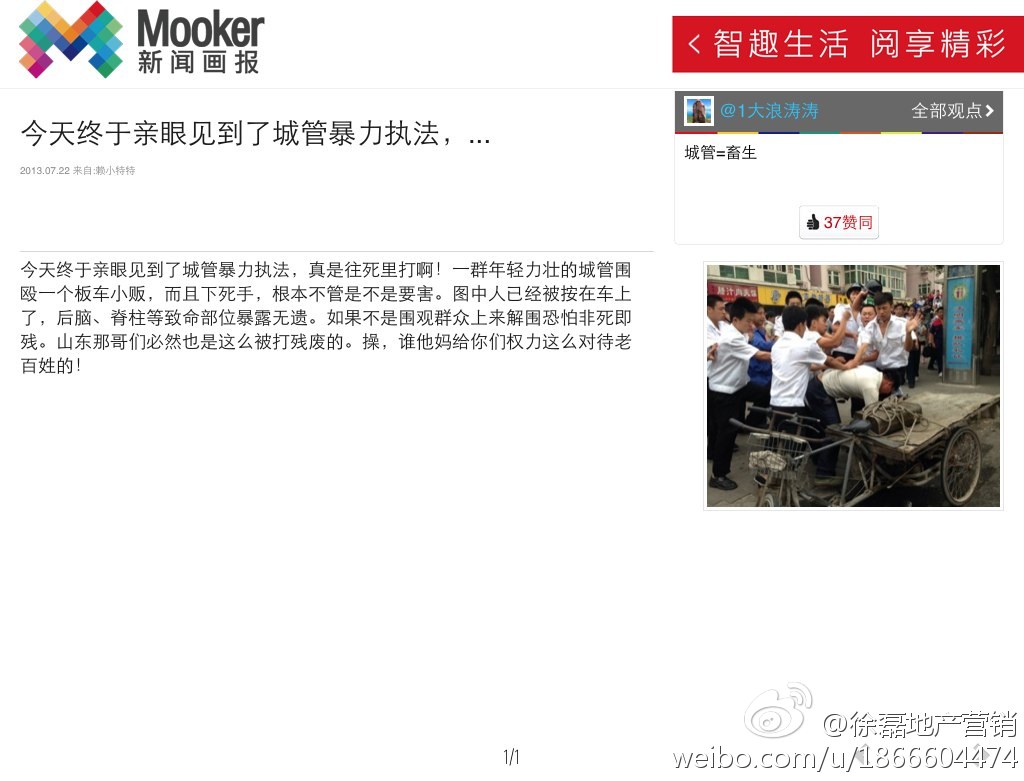 Mooker
新闻画报
智趣生活 阅享精彩
今天终于亲眼见到了城管暴力执法，...
2013.07.22 来自:赖小特特
@1大浪涛涛
全部观点
城管=畜生
37赞同
今天终于亲眼见到了城管暴力执法，真是往死里打啊！一群年轻力壮的城管围
殴一个板车小贩，而且下死手，根本不管是不是要害。图中人已经被按在车上
了，后脑、脊柱等致命部位暴露无遗。如果不是围观群众上来解围恐怕非死即
残。山东那哥们必然也是这么被打残废的。操，谁他妈给你们权力这么对待老
百姓的！
1/1
@徐磊地产营销
weibo.com/u/1866604474